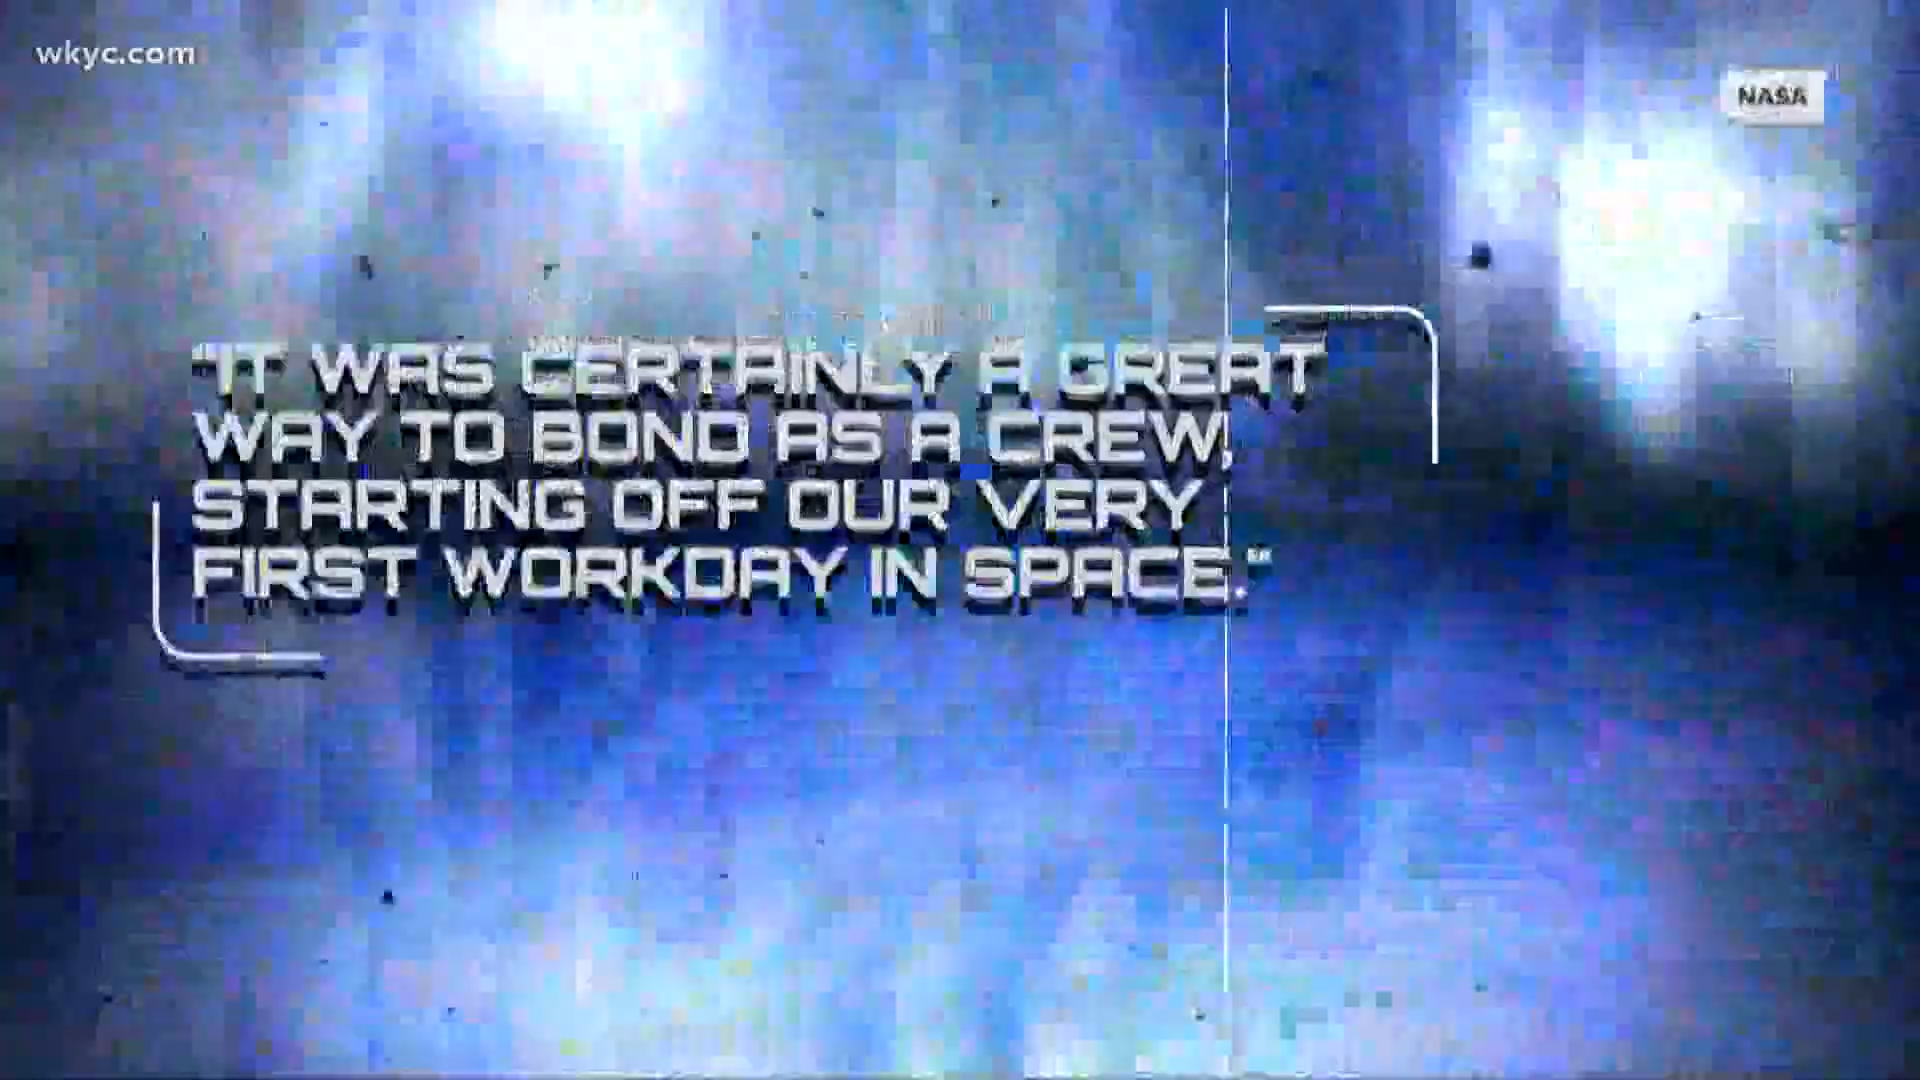 wkyc.com
NASA
"IT WAS CERTAINLY A GREAT
WAY TO BOND AS A CREW,
STARTING OFF OUR VERY
FIRST WORKDAY IN SPACE."